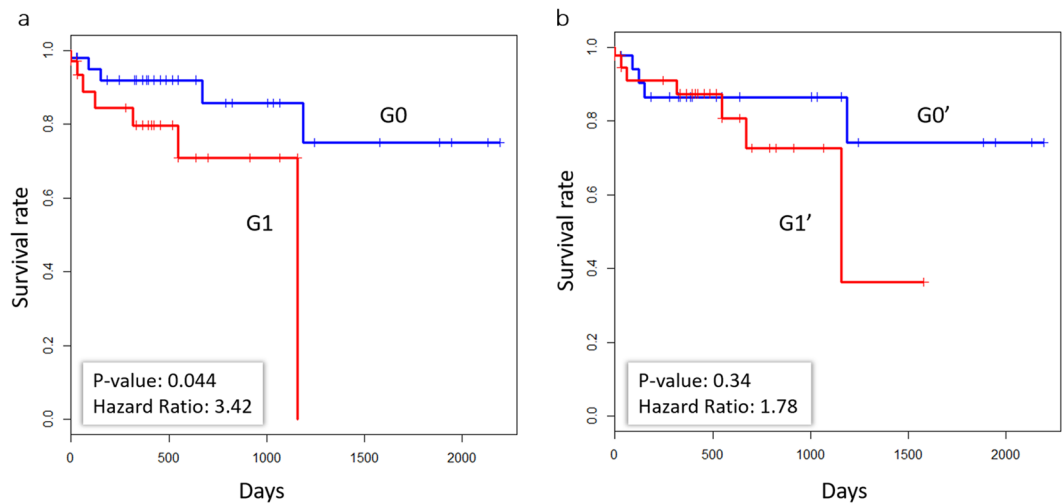 a
Survival rate
1.0
0.8
0.6
0.4
0.2
0.0
G0
G1
P-value: 0.044
Hazard Ratio: 3.42
0 500 1000 1500 2000
Days
b
Survival rate
1.0
0.8
0.6
0.4
0.2
0.0
G0’
G1’
P-value: 0.34
Hazard Ratio: 1.78
0 500 1000 1500 2000
Days